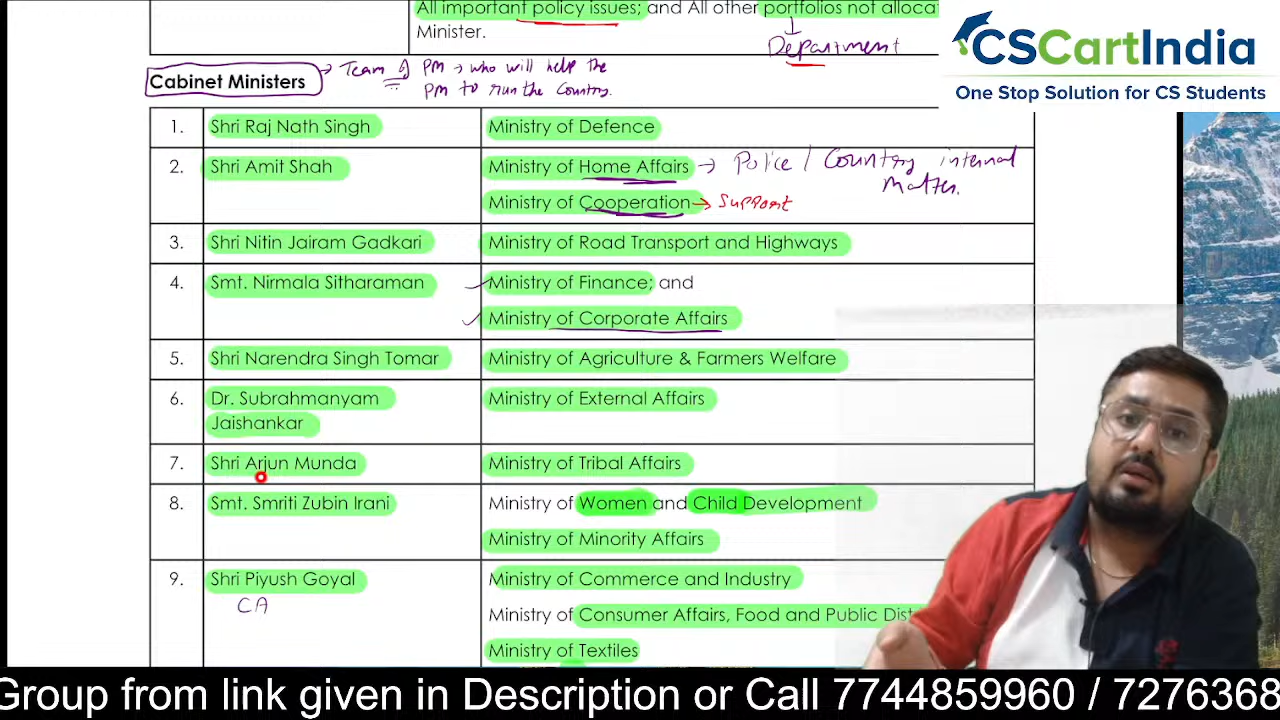 All important policy issues; and All other portfolios not alloca
Minister.
Department
CSCartIndia
One Stop Solution for CS Students
Cabinet Ministers
Team of PM → who will help the
PM to run the Country.
1. Shri Raj Nath Singh Ministry of Defence
2. Shri Amit Shah Ministry of Home Affairs → Police / Country internal
Matter.
Ministry of Cooperation → Support
3. Shri Nitin Jairam Gadkari Ministry of Road Transport and Highways
4. Smt. Nirmala Sitharaman Ministry of Finance; and
Ministry of Corporate Affairs
5. Shri Narendra Singh Tomar Ministry of Agriculture & Farmers Welfare
6. Dr. Subrahmanyam Ministry of External Affairs
Jaishankar
7. Shri Arjun Munda Ministry of Tribal Affairs
8. Smt. Smriti Zubin Irani Ministry of Women and Child Development
Ministry of Minority Affairs
9. Shri Piyush Goyal Ministry of Commerce and Industry
CA
Ministry of Consumer Affairs, Food and Public Dist
Ministry of Textiles
Group from link given in Description or Call 7744859960 / 7276368